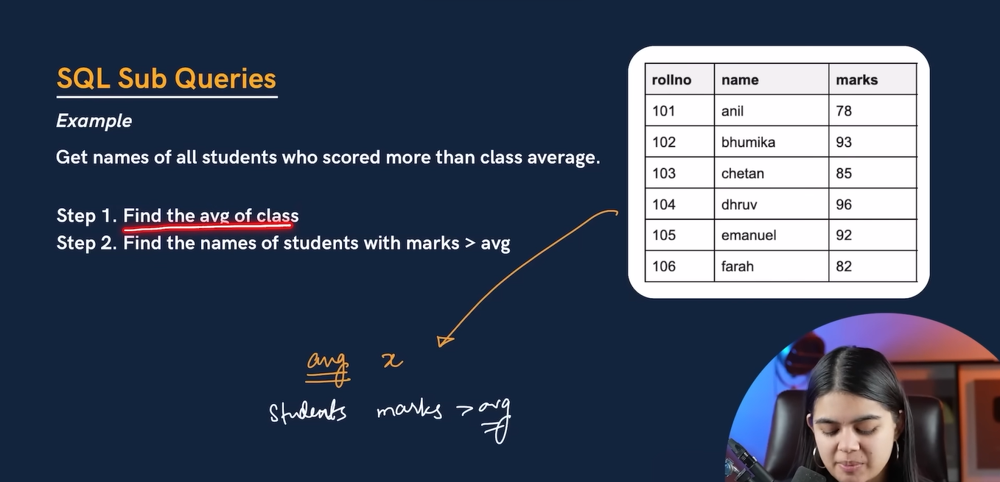 SQL Sub Queries
Example
Get names of all students who scored more than class average.
Step 1. Find the avg of class
Step 2. Find the names of students with marks > avg
rollno name marks
101 anil 78
102 bhumika 93
103 chetan 85
104 dhruv 96
105 emanuel 92
106 farah 82
avg x
Students marks > avg